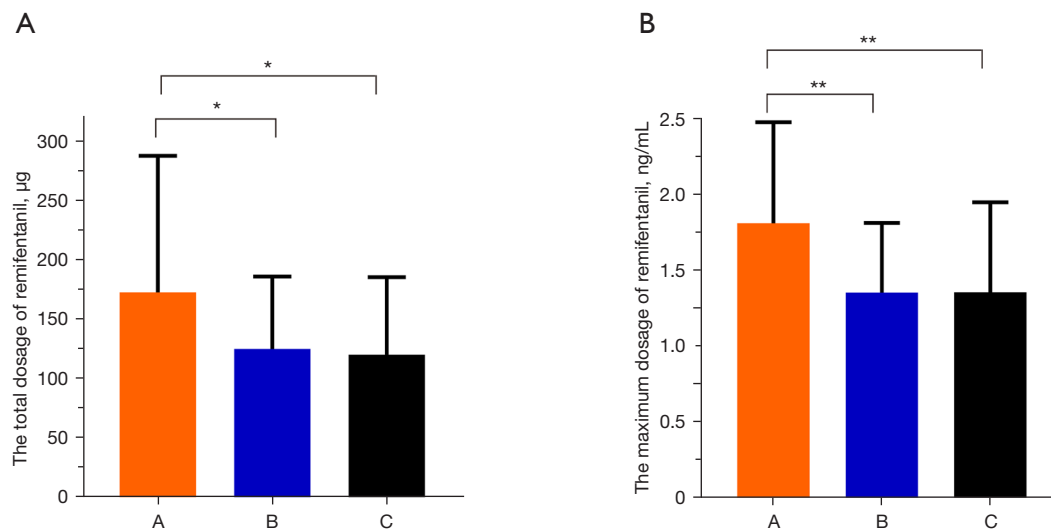 A
*
*
The total dosage of remifentanil, µg
300
250
200
150
100
50
0
A
B
C
B
**
**
The maximum dosage of remifentanil, ng/mL
2.5
2.0
1.5
1.0
0.5
0
A
B
C